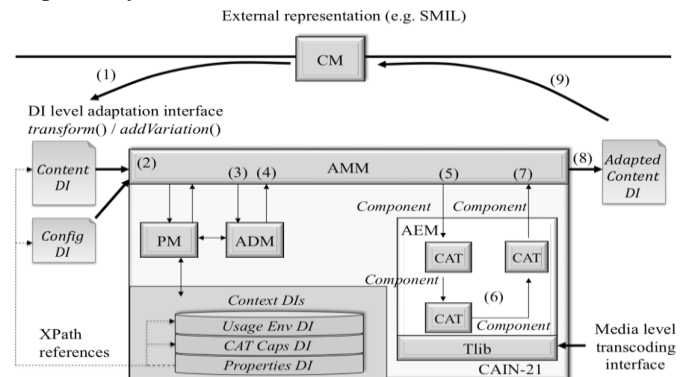 External representation (e.g. SMIL)
CM
(1)
(9)
DI level adaptation interface
transform() / addVariation()
Content
DI
(2)
(3) (4)
AMM
(5)
(7)
(8)
Adapted
Content
DI
Config
DI
PM
ADM
Component
Component
AEM
CAT
CAT
Component
CAT
(6)
Component
Context DIs
Usage Env DI
CAT Caps DI
Properties DI
Tlib
CAIN-21
XPath
references
Media level
transcoding
interface